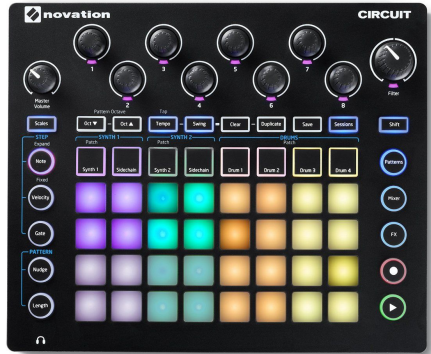 novation
CIRCUIT
1
3
5
7
2
4
6
8
Master
Volume
Filter
Pattern Octave
Tap
Scales
Oct ▼
Oct ▲
Tempo
Swing
Clear
Duplicate
Save
Sessions
Shift
STEP
SYNTH 1
SYNTH 2
DRUMS
Expand
Patch
Patch
Patch
Note
Synth 1
Sidechain
Synth 2
Sidechain
Drum 1
Drum 2
Drum 3
Drum 4
Patterns
Fixed
Velocity
Mixer
Gate
FX
PATTERN
Nudge
Length